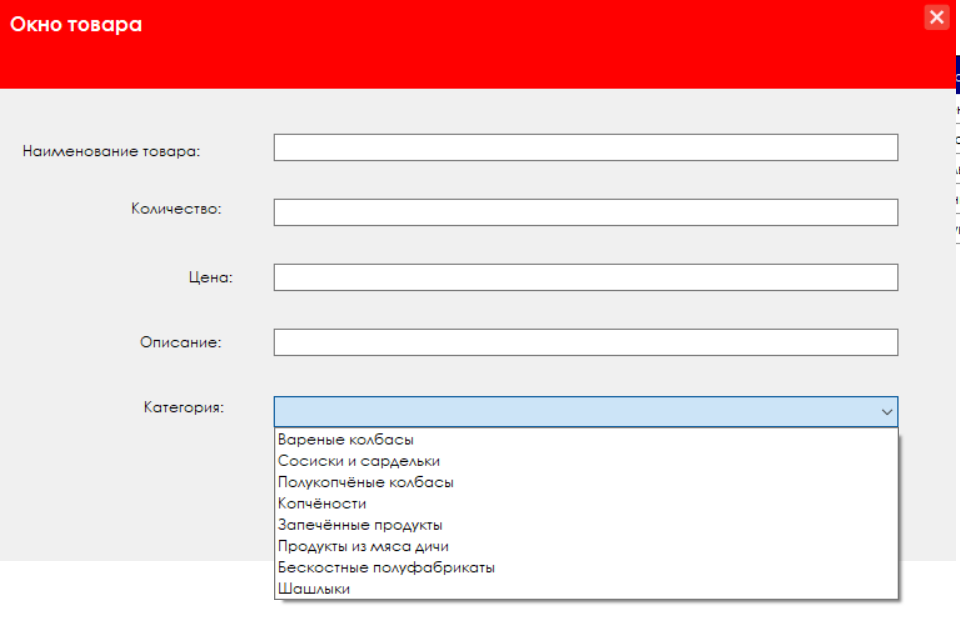 Окно товара
Наименование товара:
Количество:
Цена:
Описание:
Категория:
Вареные колбасы
Сосиски и сардельки
Полукопчёные колбасы
Копчёности
Запечённые продукты
Продукты из мяса дичи
Бескостные полуфабрикаты
Шашлыки